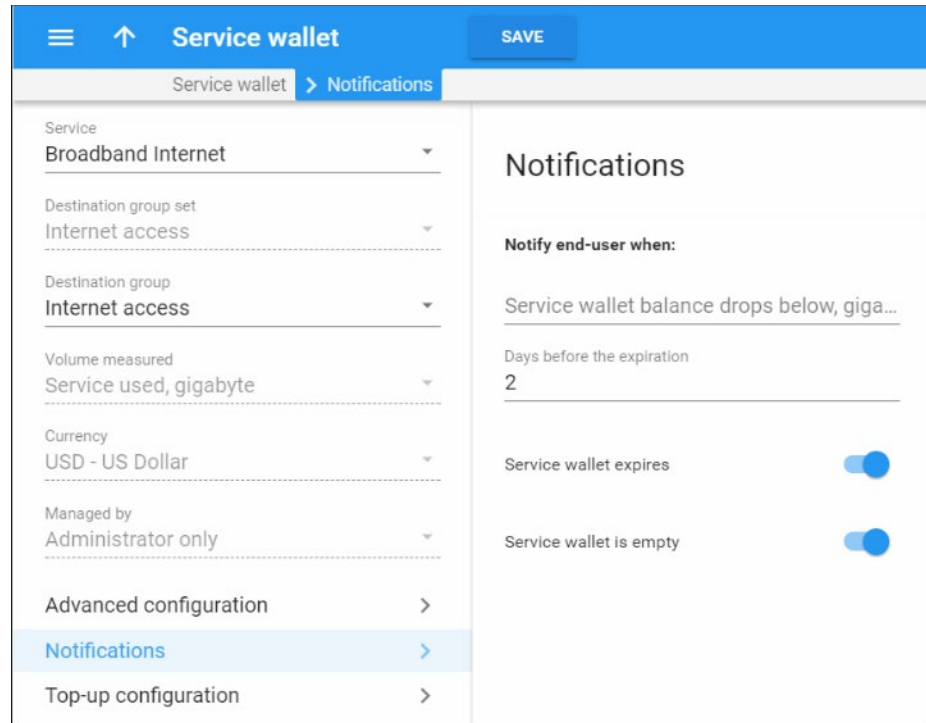 Service wallet
SAVE
Service wallet
Notifications
Service
Broadband Internet
Destination group set
Internet access
Destination group
Internet access
Volume measured
Service used, gigabyte
Currency
USD - US Dollar
Managed by
Administrator only
Advanced configuration
Notifications
Top-up configuration
Notifications
Notify end-user when:
Service wallet balance drops below, giga...
Days before the expiration
2
Service wallet expires
Service wallet is empty